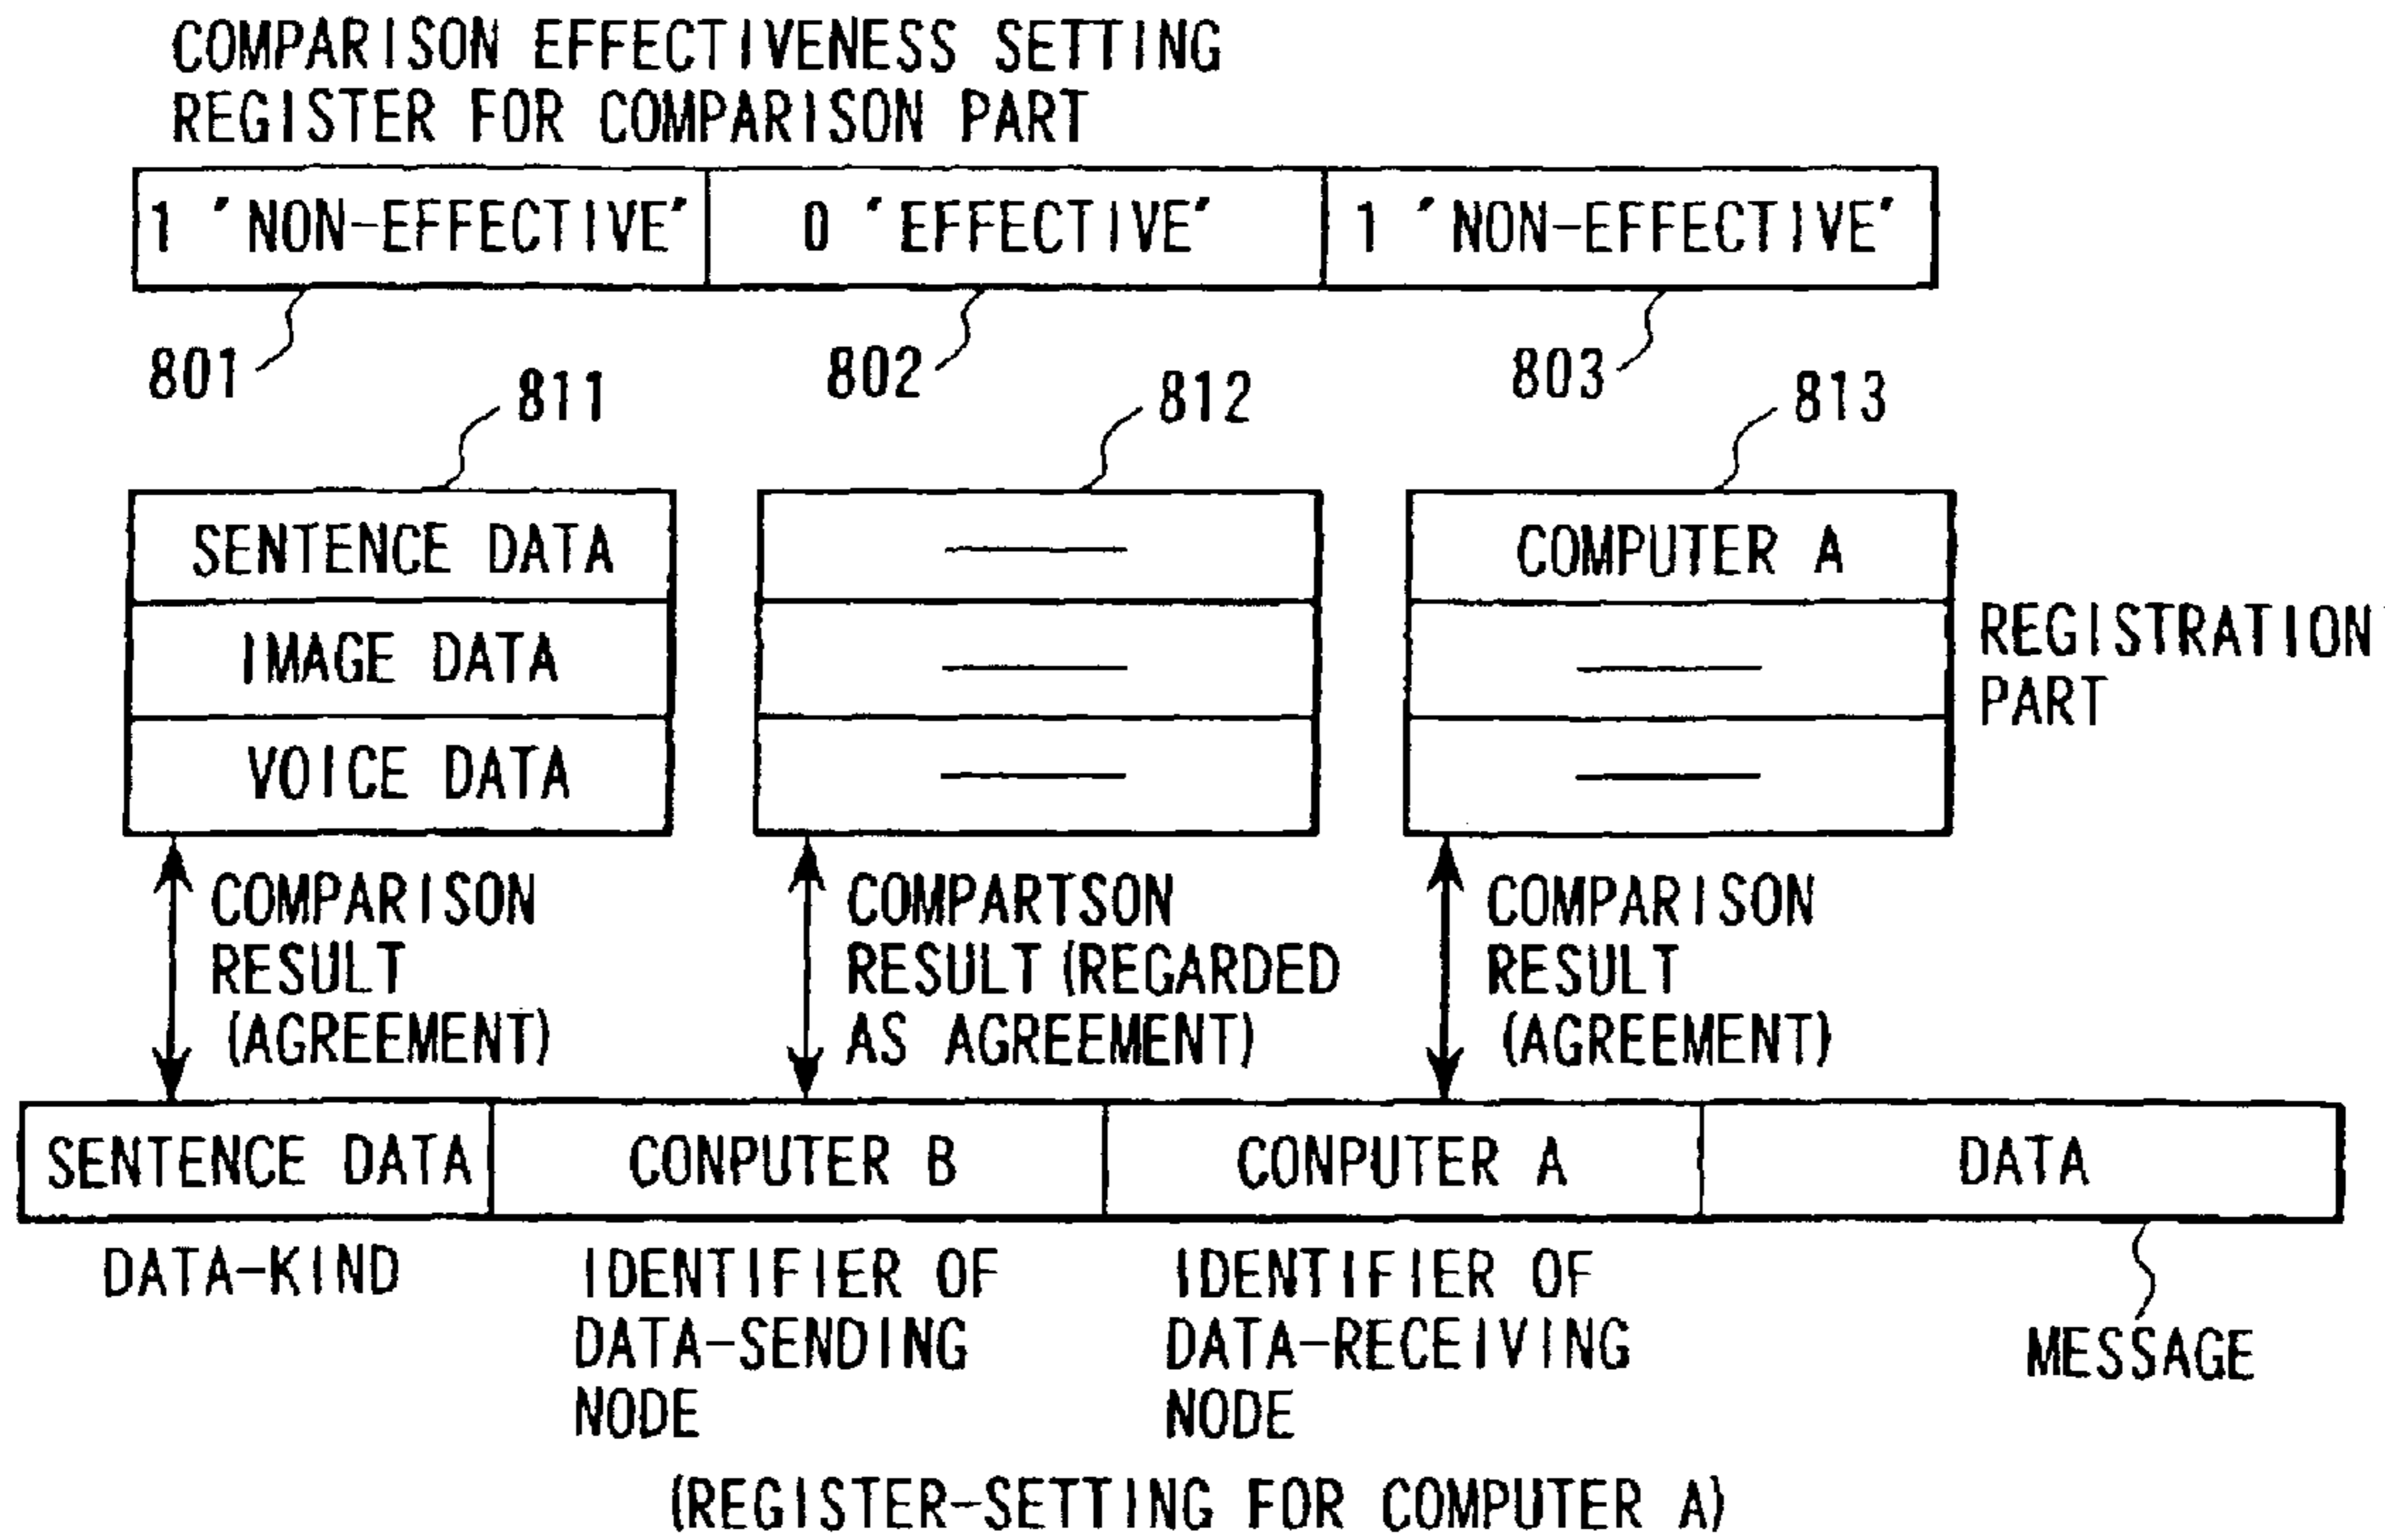 COMPARISON EFFECTIVENESS SETTING
REGISTER FOR COMPARISON PART
1 ′NON-EFFECTIVE′
0 ′EFFECTIVE′
1 ′NON-EFFECTIVE′
801
802
803
811
812
813
SENTENCE DATA
IMAGE DATA
VOICE DATA
COMPUTER A
REGISTRATION
PART
COMPARISON
RESULT
(AGREEMENT)
COMPARTSON
RESULT (REGARDED
AS AGREEMENT)
COMPARISON
RESULT
(AGREEMENT)
SENTENCE DATA
CONPUTER B
CONPUTER A
DATA
DATA-KIND
IDENTIFIER OF
DATA-SENDING
NODE
IDENTIFIER OF
DATA-RECEIVING
NODE
MESSAGE
(REGISTER-SETTING FOR COMPUTER A)